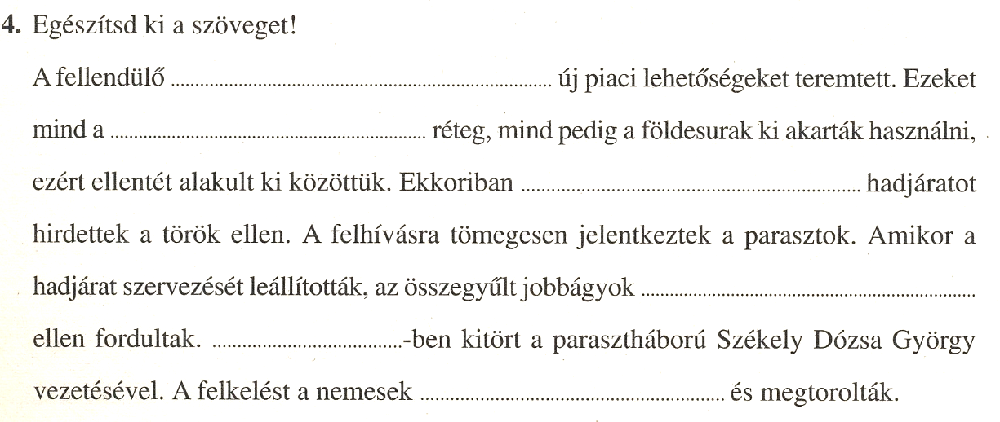 4. Egészítsd ki a szöveget!
A fellendülő ........................................ új piaci lehetőségeket teremtett. Ezeket
mind a ........................................ réteg, mind pedig a földesurak ki akarták használni,
ezért ellentét alakult ki közöttük. Ekkoriban ........................................ hadjáratot
hirdettek a török ellen. A felhívásra tömegesen jelentkeztek a parasztok. Amikor a
hadjárat szervezését leállították, az összegyűlt jobbágyok ........................................
ellen fordultak. ..............................-ben kitört a parasztháború Székely Dózsa György
vezetésével. A felkelést a nemesek ........................................ és megtorolták.